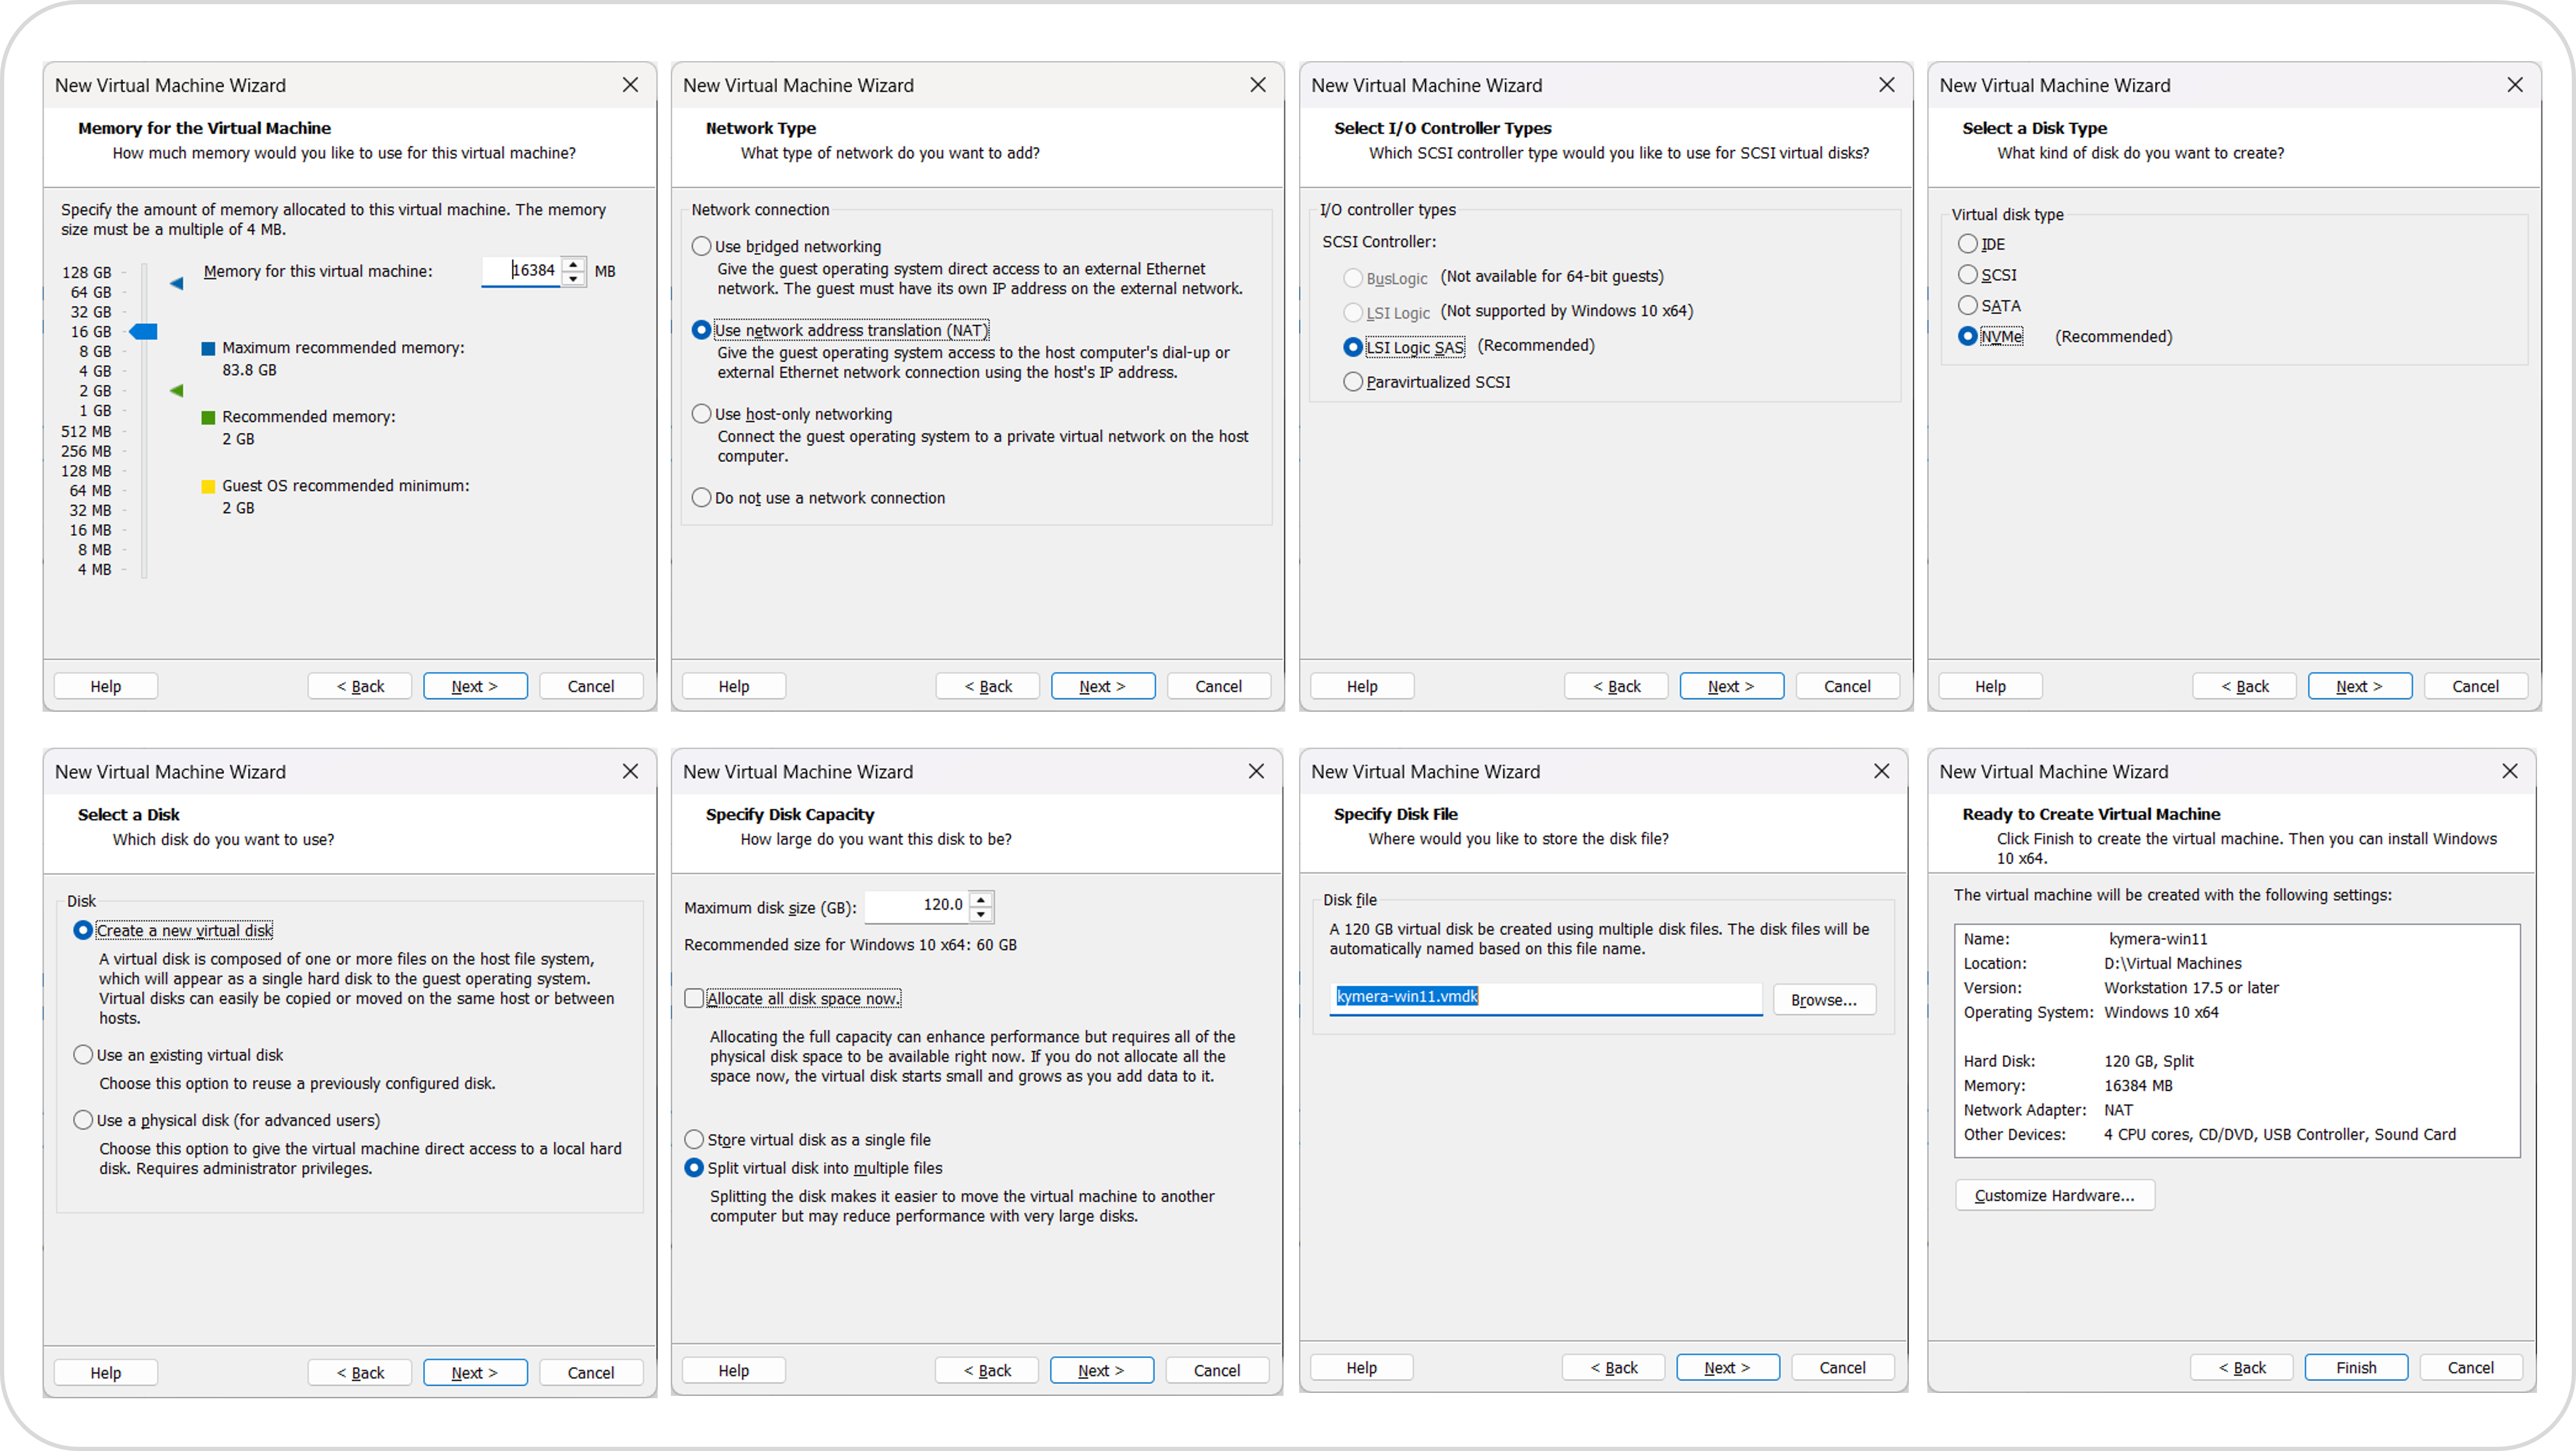 New Virtual Machine Wizard
Memory for the Virtual Machine
How much memory would you like to use for this virtual machine?
Specify the amount of memory allocated to this virtual machine. The memory
size must be a multiple of 4 MB.
128 GB
64 GB
32 GB
16 GB
8 GB
4 GB
2 GB
1 GB
512 MB
256 MB
128 MB
64 MB
32 MB
16 MB
8 MB
4 MB
Memory for this virtual machine: 16384 MB
Maximum recommended memory:
83.8 GB
Recommended memory:
2 GB
Guest OS recommended minimum:
2 GB
Help < Back Next > Cancel
New Virtual Machine Wizard
Network Type
What type of network do you want to add?
Network connection
Use bridged networking
Give the guest operating system direct access to an external Ethernet
network. The guest must have its own IP address on the external network.
Use network address translation (NAT)
Give the guest operating system access to the host computer's dial-up or
external Ethernet network connection using the host's IP address.
Use host-only networking
Connect the guest operating system to a private virtual network on the host
computer.
Do not use a network connection
Help < Back Next > Cancel
New Virtual Machine Wizard
Select I/O Controller Types
Which SCSI controller type would you like to use for SCSI virtual disks?
I/O controller types
SCSI Controller:
BusLogic (Not available for 64-bit guests)
LSI Logic (Not supported by Windows 10 x64)
LSI Logic SAS (Recommended)
Paravirtualized SCSI
Help < Back Next > Cancel
New Virtual Machine Wizard
Select a Disk Type
What kind of disk do you want to create?
Virtual disk type
IDE
SCSI
SATA
NVMe (Recommended)
Help < Back Next > Cancel
New Virtual Machine Wizard
Select a Disk
Which disk do you want to use?
Disk
Create a new virtual disk
A virtual disk is composed of one or more files on the host file system,
which will appear as a single hard disk to the guest operating system.
Virtual disks can easily be copied or moved on the same host or between
hosts.
Use an existing virtual disk
Choose this option to reuse a previously configured disk.
Use a physical disk (for advanced users)
Choose this option to give the virtual machine direct access to a local hard
disk. Requires administrator privileges.
Help < Back Next > Cancel
New Virtual Machine Wizard
Specify Disk Capacity
How large do you want this disk to be?
Maximum disk size (GB): 120.0
Recommended size for Windows 10 x64: 60 GB
Allocate all disk space now.
Allocating the full capacity can enhance performance but requires all of the
physical disk space to be available right now. If you do not allocate all the
space now, the virtual disk starts small and grows as you add data to it.
Store virtual disk as a single file
Split virtual disk into multiple files
Splitting the disk makes it easier to move the virtual machine to another
computer but may reduce performance with very large disks.
Help < Back Next > Cancel
New Virtual Machine Wizard
Specify Disk File
Where would you like to store the disk file?
Disk file
A 120 GB virtual disk be created using multiple disk files. The disk files will be
automatically named based on this file name.
kymera-win11.vmdk Browse...
Help < Back Next > Cancel
New Virtual Machine Wizard
Ready to Create Virtual Machine
Click Finish to create the virtual machine. Then you can install Windows
10 x64.
The virtual machine will be created with the following settings:
Name: kymera-win11
Location: D:\Virtual Machines
Version: Workstation 17.5 or later
Operating System: Windows 10 x64
Hard Disk: 120 GB, Split
Memory: 16384 MB
Network Adapter: NAT
Other Devices: 4 CPU cores, CD/DVD, USB Controller, Sound Card
Customize Hardware...
< Back Finish Cancel